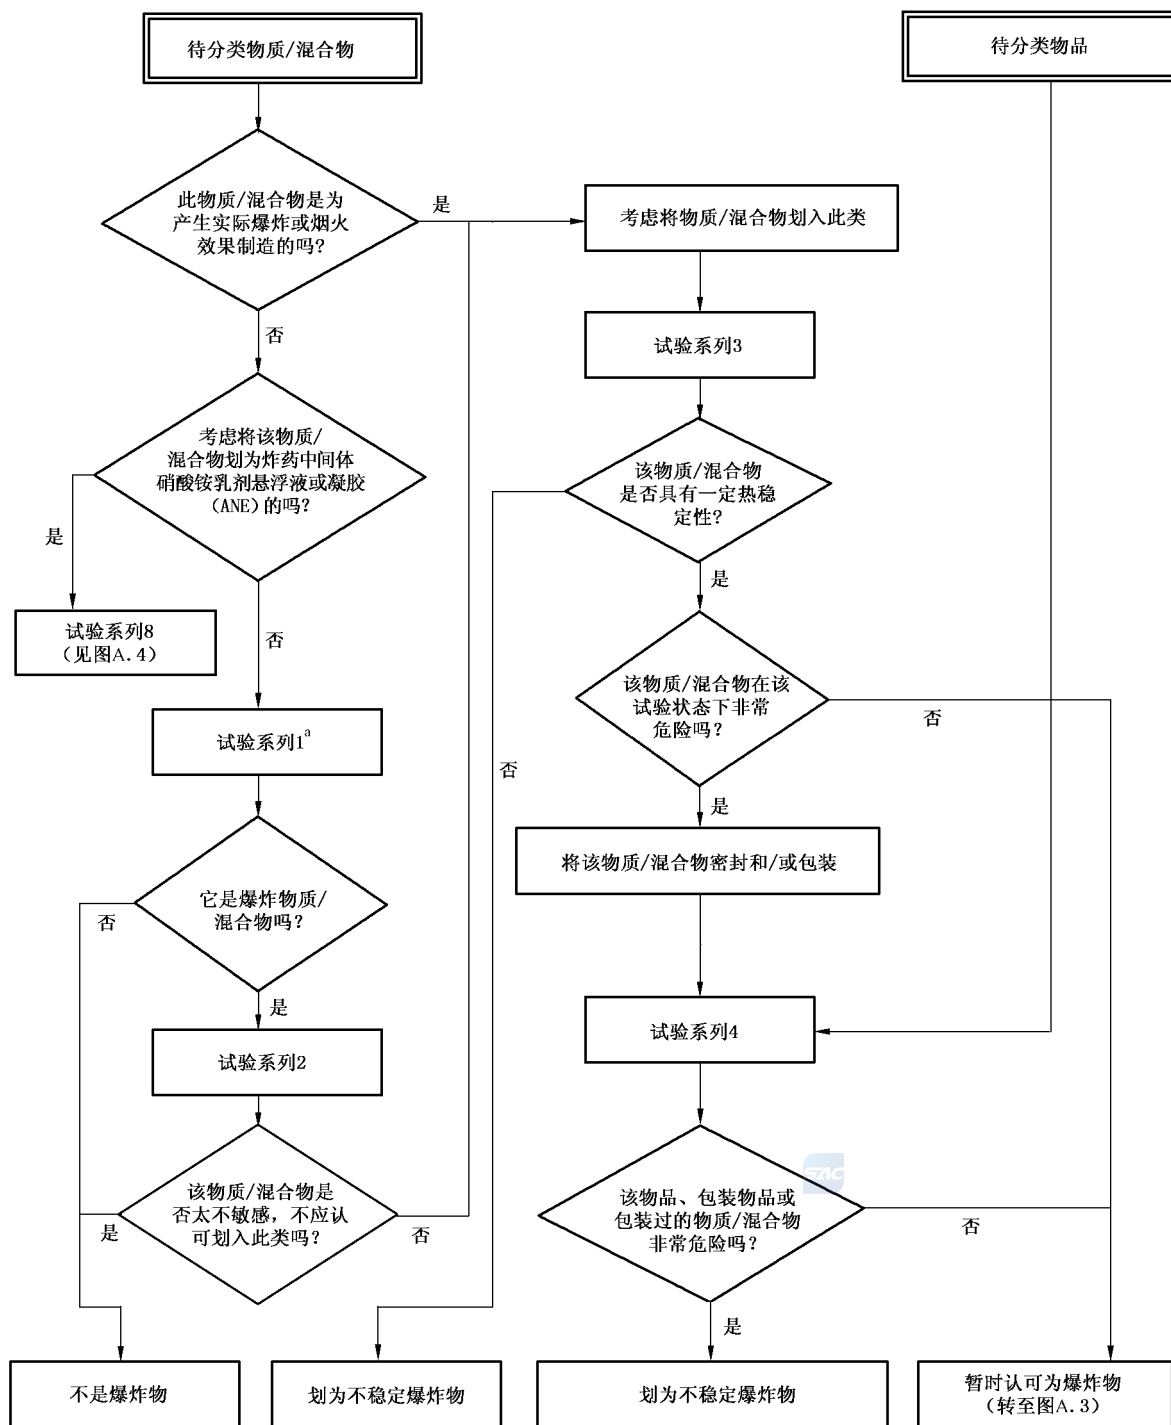 待分类物质/混合物
待分类物品
此物质/混合物是为
产生实际爆炸或烟火
效果制造的吗?
是
考虑将物质/混合物划入此类
否
试验系列3
考虑将该物质/
混合物划为炸药中间体
硝酸铵乳剂悬浮液或凝胶
(ANE)的吗?
是
试验系列8
(见图A.4)
否
该物质/混合物
是否具有一定热稳
定性?
是
否
该物质/混合物在该
试验状态下非常
危险吗?
否
是
试验系列1a
将该物质/混合物密封和/或包装
它是爆炸物质/
混合物吗?
否
是
试验系列2
试验系列4
该物质/混合物是
否太不敏感,不应认
可划入此类吗?
是
否
SAC
该物品、包装物品或
包装过的物质/混合物
非常危险吗?
否
是
不是爆炸物
划为不稳定爆炸物
划为不稳定爆炸物
暂时认可为爆炸物
(转至图A.3)